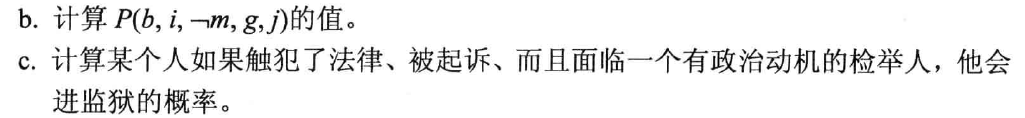 b. 计算 P(b, i, ¬m, g, j)的值。
c. 计算某个人如果触犯了法律、被起诉、而且面临一个有政治动机的检举人，他会
进监狱的概率。